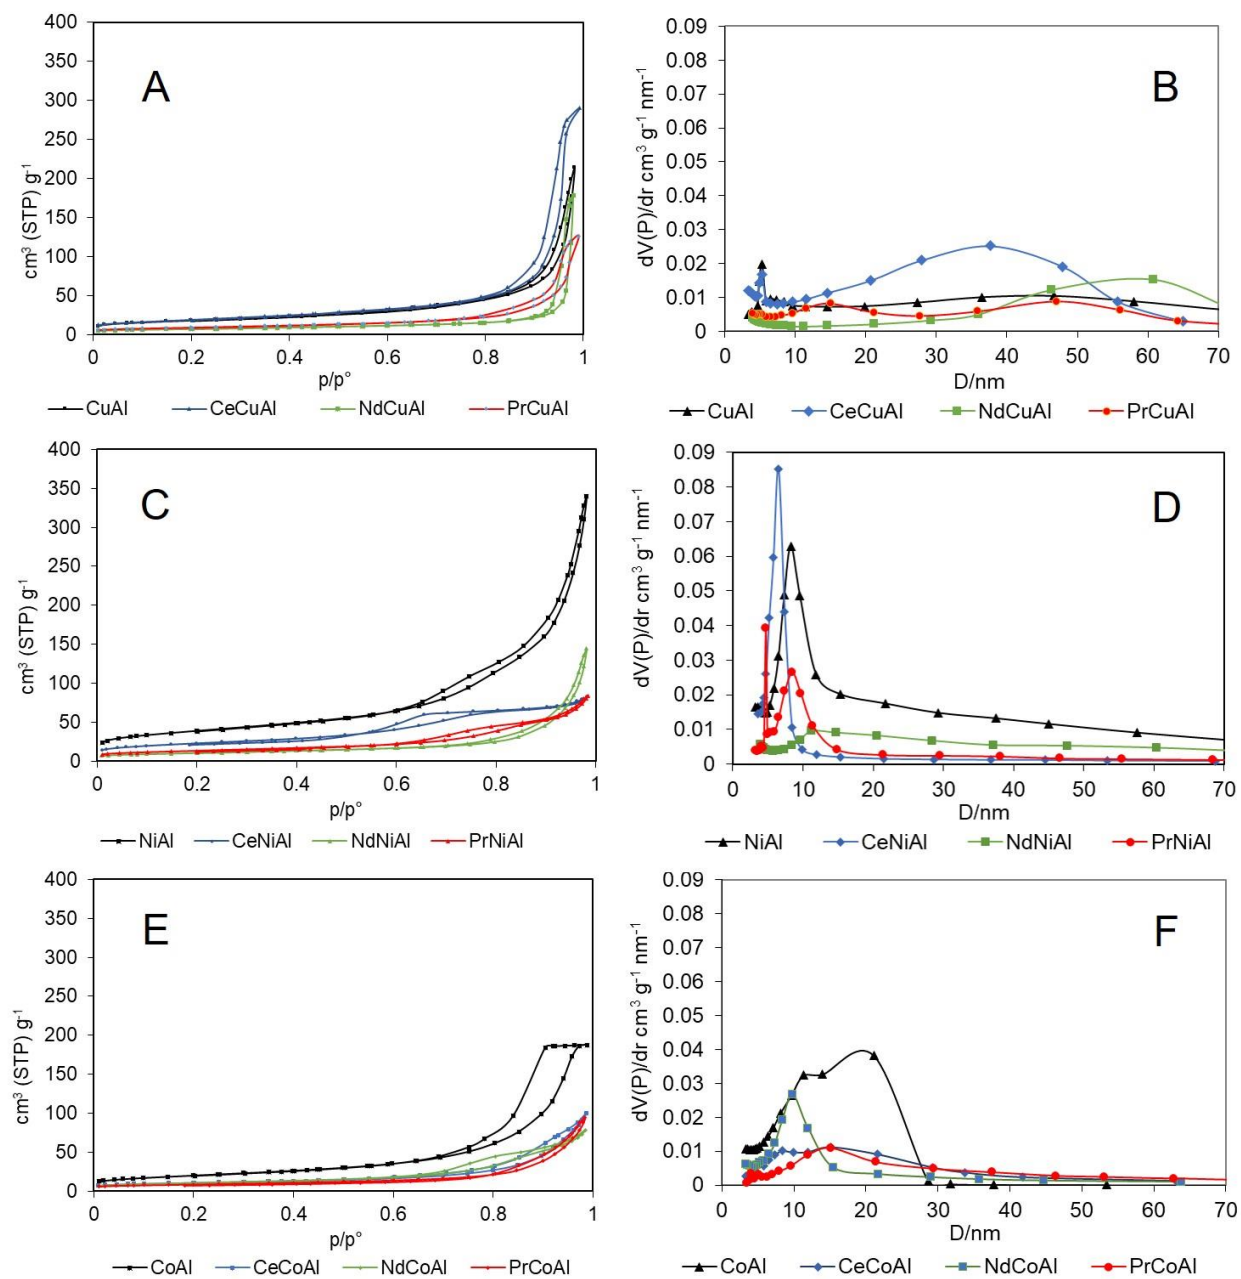 A
cm³ (STP) g⁻¹
400
350
300
250
200
150
100
50
0
0 0.2 0.4 0.6 0.8 1
p/p°
CuAl CeCuAl NdCuAl PrCuAl
B
dV(P)/dr cm³ g⁻¹ nm⁻¹
0.09
0.08
0.07
0.06
0.05
0.04
0.03
0.02
0.01
0
0 10 20 30 40 50 60 70
D/nm
CuAl CeCuAl NdCuAl PrCuAl
C
cm³ (STP) g⁻¹
400
350
300
250
200
150
100
50
0
0 0.2 0.4 0.6 0.8 1
p/p°
NiAl CeNiAl NdNiAl PrNiAl
D
dV(P)/dr cm³ g⁻¹ nm⁻¹
0.09
0.08
0.07
0.06
0.05
0.04
0.03
0.02
0.01
0
0 10 20 30 40 50 60 70
D/nm
NiAl CeNiAl NdNiAl PrNiAl
E
cm³ (STP) g⁻¹
400
350
300
250
200
150
100
50
0
0 0.2 0.4 0.6 0.8 1
p/p°
CoAl CeCoAl NdCoAl PrCoAl
F
dV(P)/dr cm³ g⁻¹ nm⁻¹
0.09
0.08
0.07
0.06
0.05
0.04
0.03
0.02
0.01
0
0 10 20 30 40 50 60 70
D/nm
CoAl CeCoAl NdCoAl PrCoAl